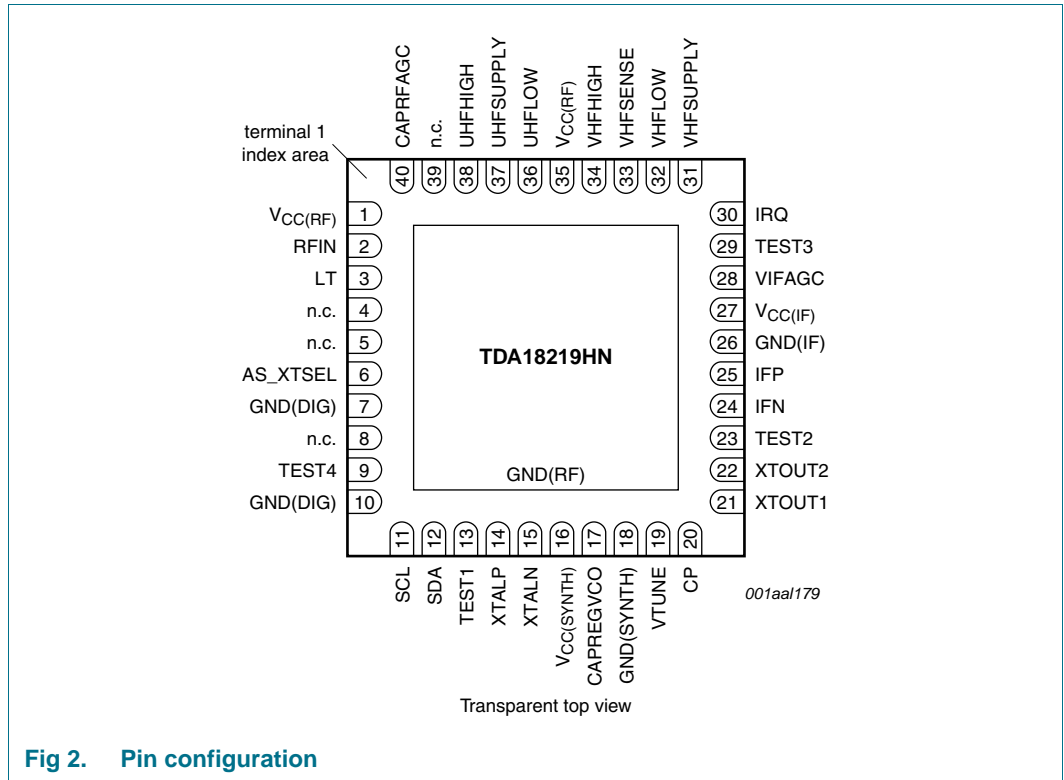 CAPRFAGC
n.c.
UHFHIGH
UHFSUPPLY
UHFLOW
VCC(RF)
VHFHIGH
VHFSENSE
VHFLOW
VHFSUPPLY
terminal 1
index area
40 39 38 37 36 35 34 33 32 31
VCC(RF) 1
RFIN 2
LT 3
n.c. 4
n.c. 5
AS_XTSEL 6
GND(DIG) 7
n.c. 8
TEST4 9
GND(DIG) 10
TDA18219HN
GND(RF)
30 IRQ
29 TEST3
28 VIFAGC
27 VCC(IF)
26 GND(IF)
25 IFP
24 IFN
23 TEST2
22 XTOUT2
21 XTOUT1
11 12 13 14 15 16 17 18 19 20
SCL
SDA
TEST1
XTALP
XTALN
VCC(SYNTH)
CAPREGVCO
GND(SYNTH)
VTUNE
CP
001aal179
Transparent top view
Fig 2. Pin configuration